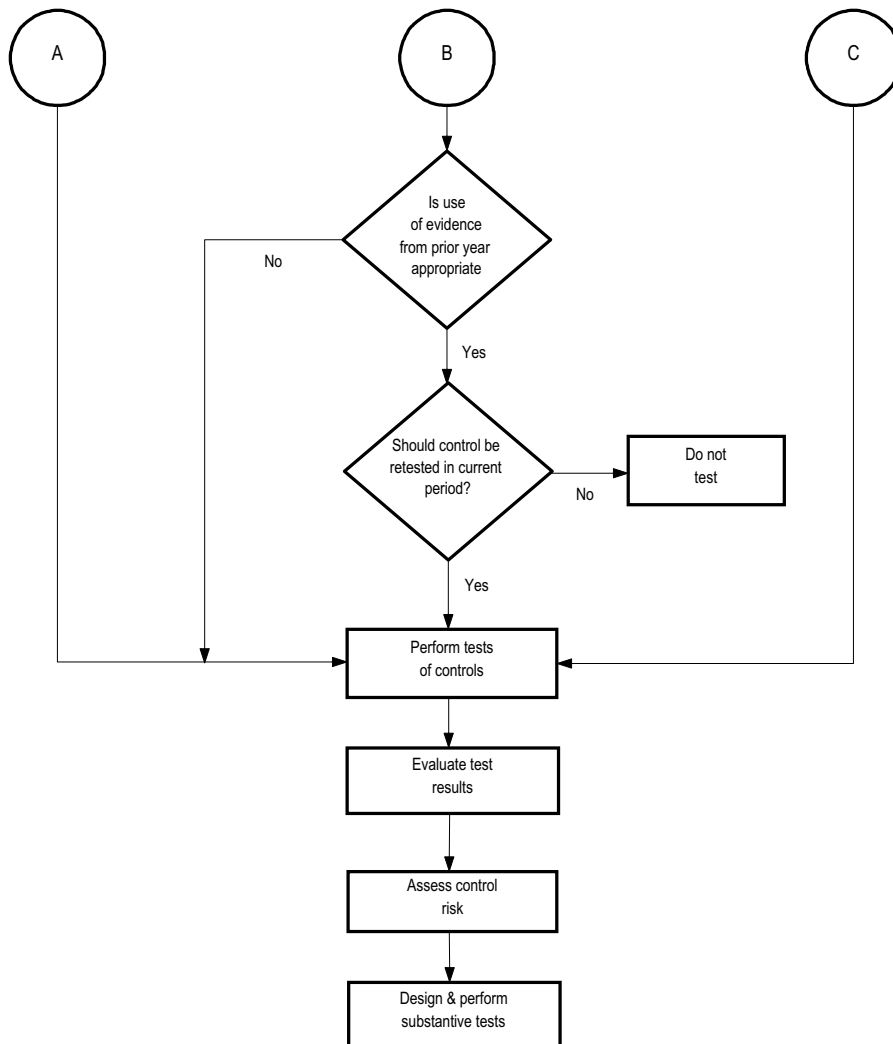 A
B
C
Is use
of evidence
from prior year
appropriate
No
Yes
Should control be
retested in current
period?
No
Do not
test
Yes
Perform tests
of controls
Evaluate test
results
Assess control
risk
Design & perform
substantive tests